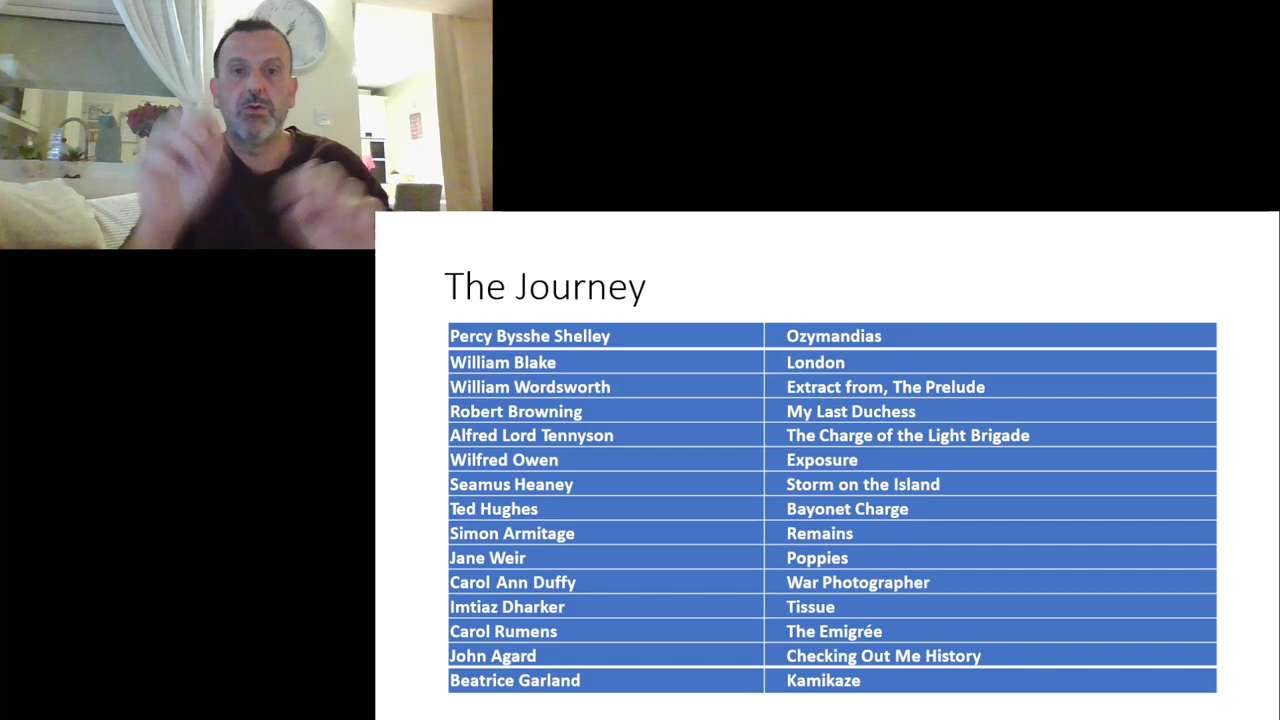 The Journey
Percy Bysshe Shelley Ozymandias
William Blake London
William Wordsworth Extract from, The Prelude
Robert Browning My Last Duchess
Alfred Lord Tennyson The Charge of the Light Brigade
Wilfred Owen Exposure
Seamus Heaney Storm on the Island
Ted Hughes Bayonet Charge
Simon Armitage Remains
Jane Weir Poppies
Carol Ann Duffy War Photographer
Imtiaz Dharker Tissue
Carol Rumens The Emigrée
John Agard Checking Out Me History
Beatrice Garland Kamikaze